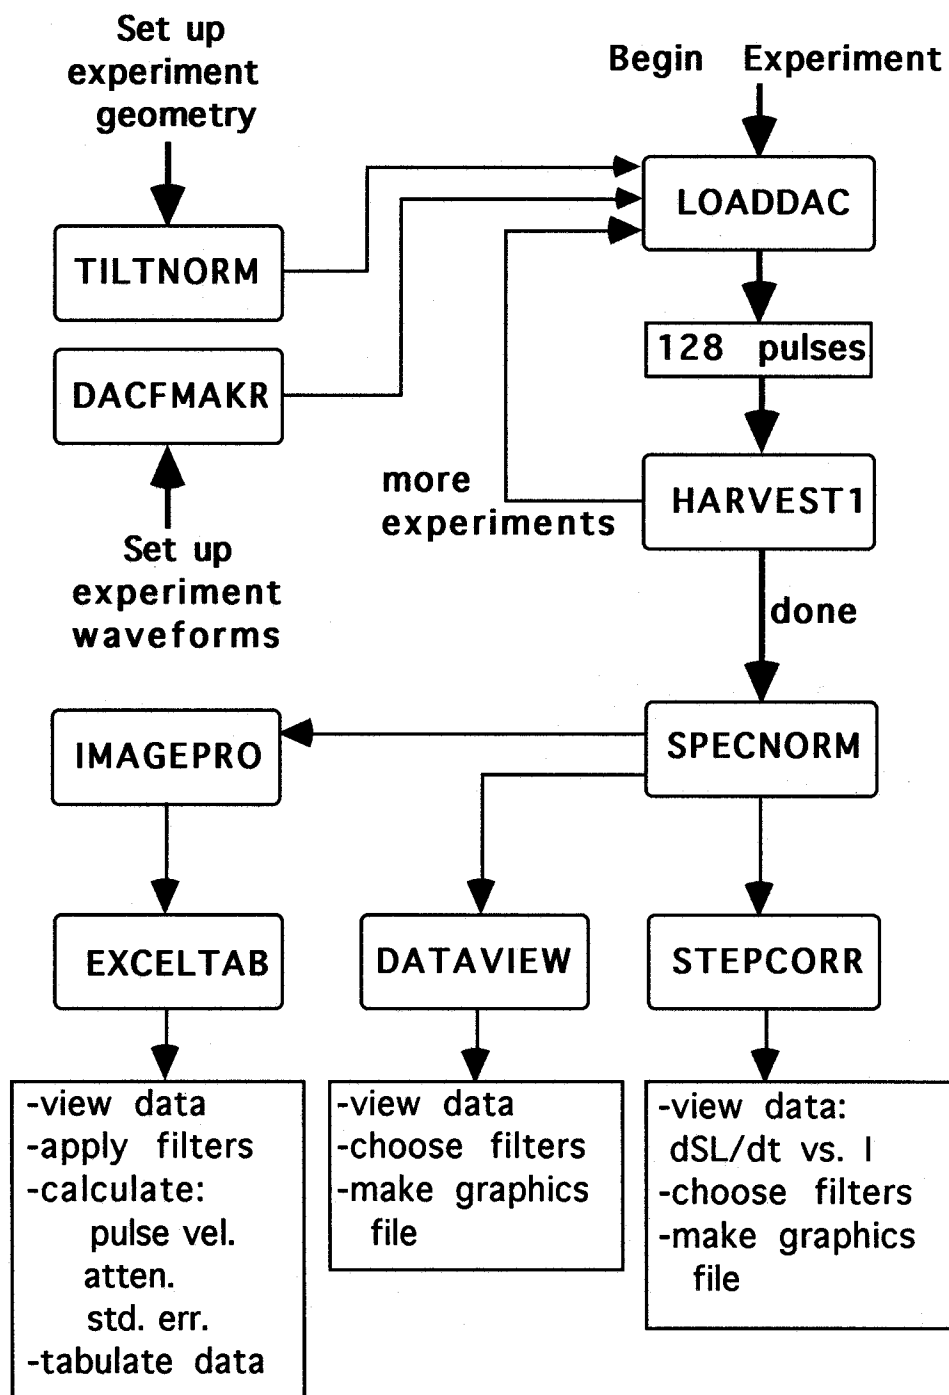 Set up
experiment
geometry
Begin Experiment
LOADDAC
TILTNORM
128 pulses
DACFMAKR
more
experiments
HARVEST1
Set up
experiment
waveforms
done
IMAGEPRO
SPECNORM
EXCELTAB
DATAVIEW
STEPCORR
-view data
-apply filters
-calculate:
pulse vel.
atten.
std. err.
-tabulate data
-view data
-choose filters
-make graphics
file
-view data:
dSL/dt vs. I
-choose filters
-make graphics
file